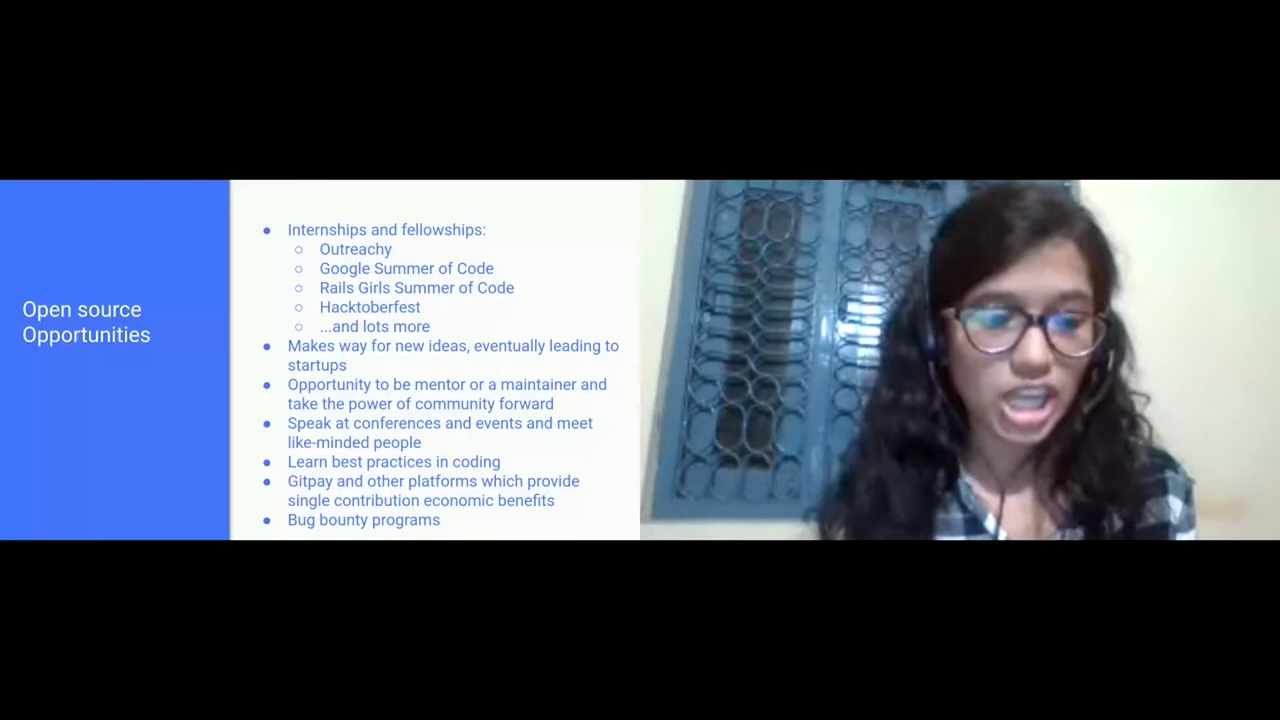 Open source
Opportunities
● Internships and fellowships:
○ Outreachy
○ Google Summer of Code
○ Rails Girls Summer of Code
○ Hacktoberfest
○ ...and lots more
● Makes way for new ideas, eventually leading to
startups
● Opportunity to be mentor or a maintainer and
take the power of community forward
● Speak at conferences and events and meet
like-minded people
● Learn best practices in coding
● Gitpay and other platforms which provide
single contribution economic benefits
● Bug bounty programs